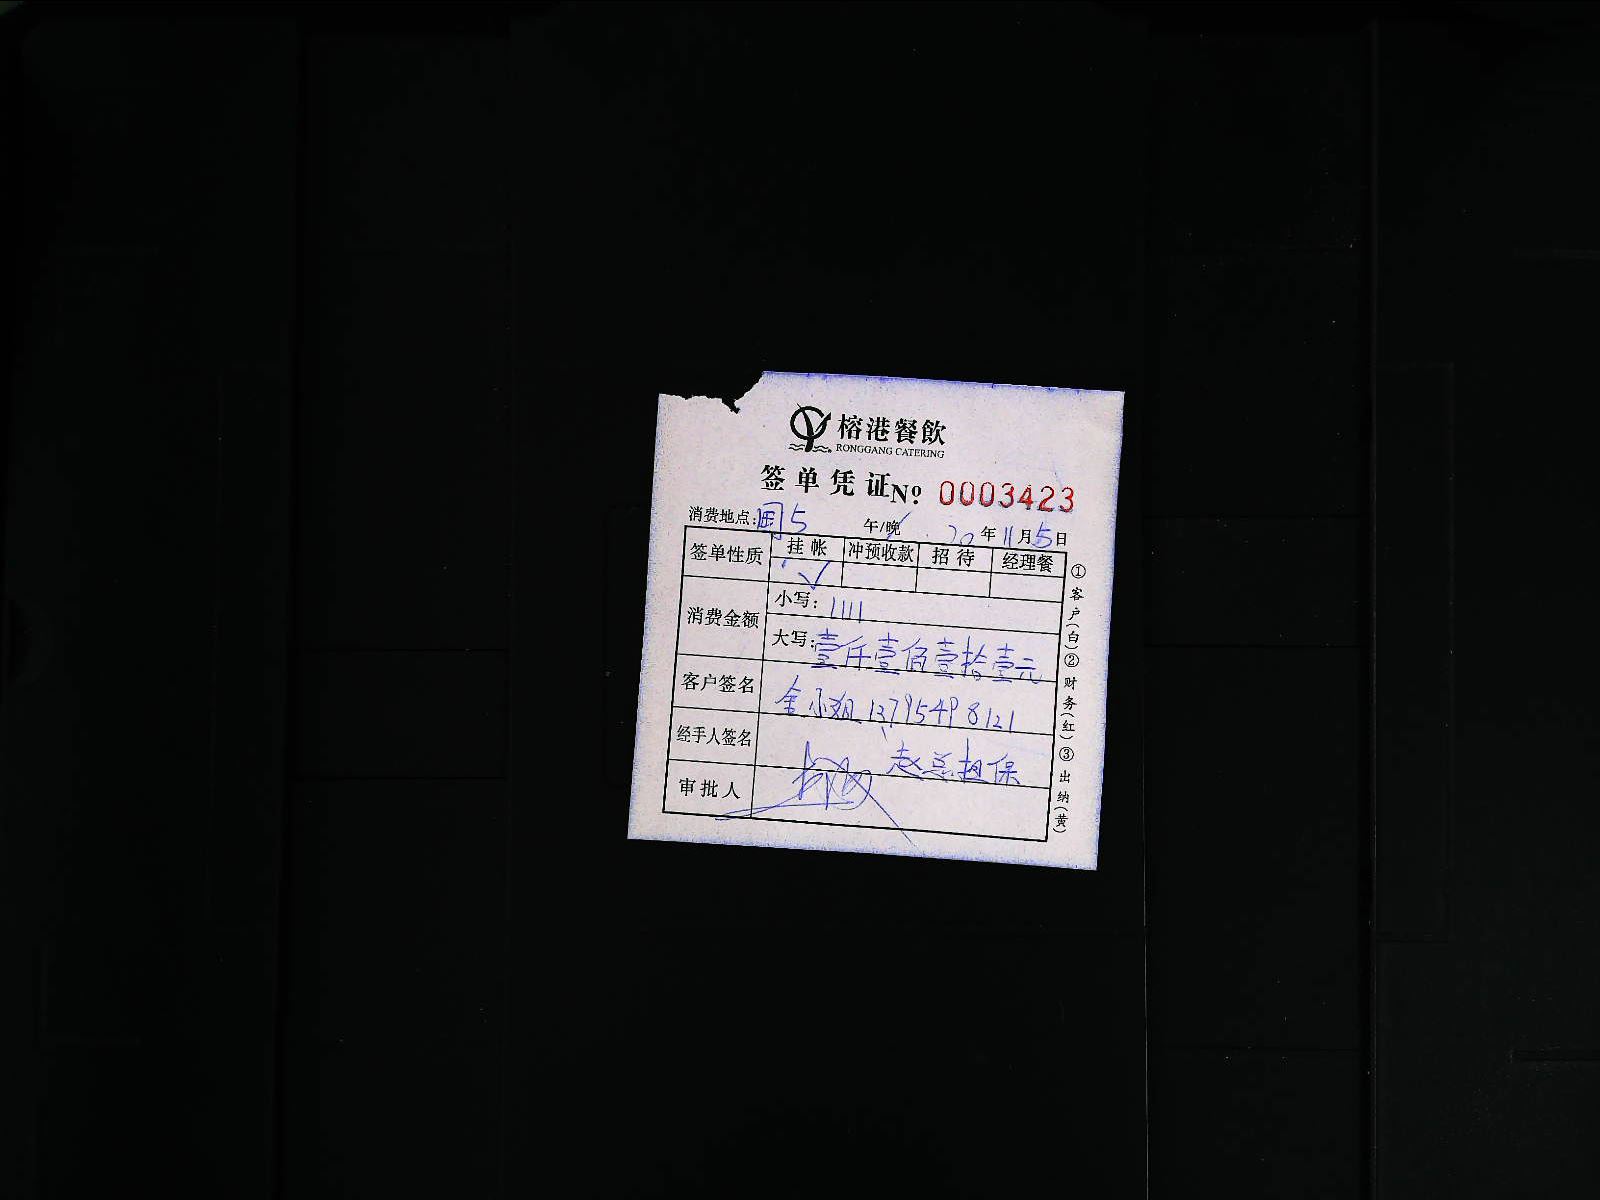 榕港餐飲
RONGGANG CATERING
签单凭证 No 0003423
消费地点: 5 午/晚 20年11月5日
签单性质 挂帐 冲预收款 招待 经理餐
√
消费金额 小写: 1111
大写: 壹仟壹佰壹拾壹元
客户签名 金小姐 13795498121
经手人签名 赵总担保
审批人
①客户(白)②财务(红)③出纳(黄)